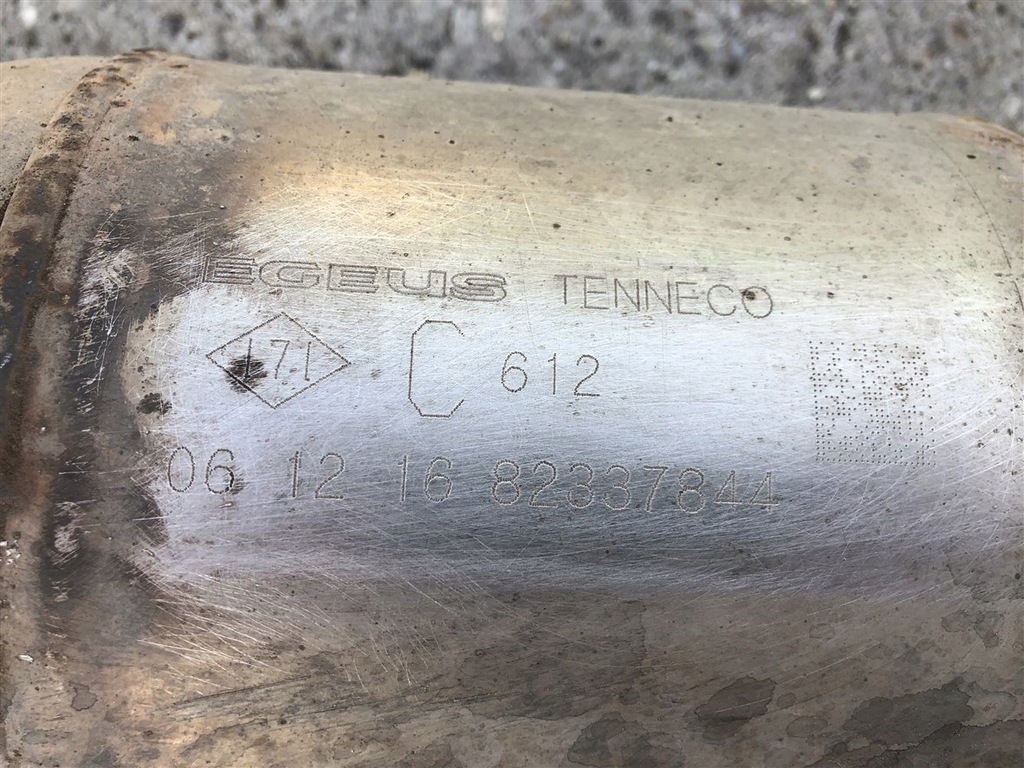 EGEUS TENNECO
171 C 612
06 12 16 82337844